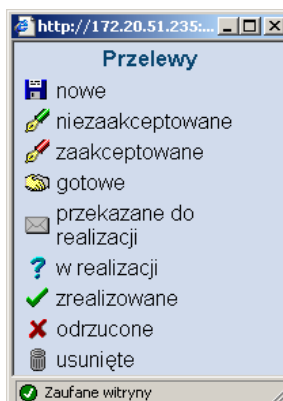 http://172.20.51.235:...
Przelewy
nowe
niezaakceptowane
zaakceptowane
gotowe
przekazane do
realizacji
w realizacji
zrealizowane
odrzucone
usunięte
Zaufane witryny